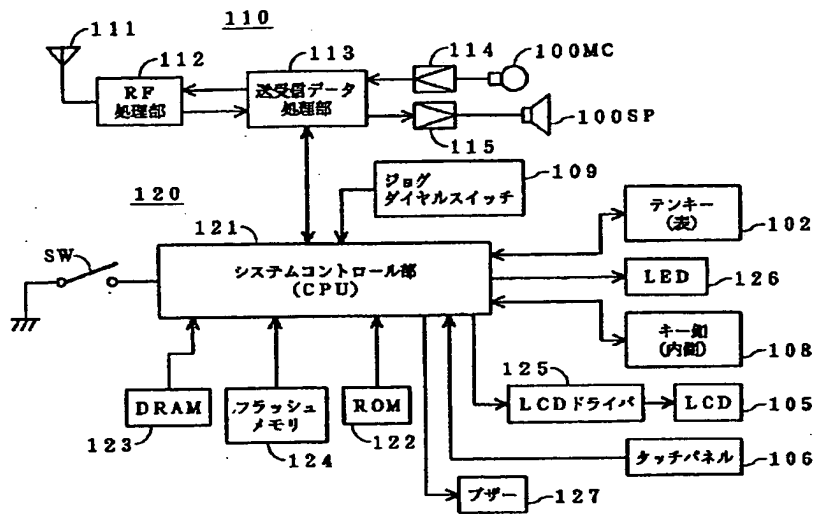 111
110
112
113
114
100MC
RF
処理部
送受信データ
処理部
115
100SP
120
ジョグ
ダイヤルスイッチ
109
121
SW
システムコントロール部
(CPU)
テンキー
(表)
102
LED
126
キー釦
(内側)
108
DRAM
123
フラッシュ
メモリ
124
ROM
122
125
LCDドライバ
LCD
105
タッチパネル
106
ブザー
127